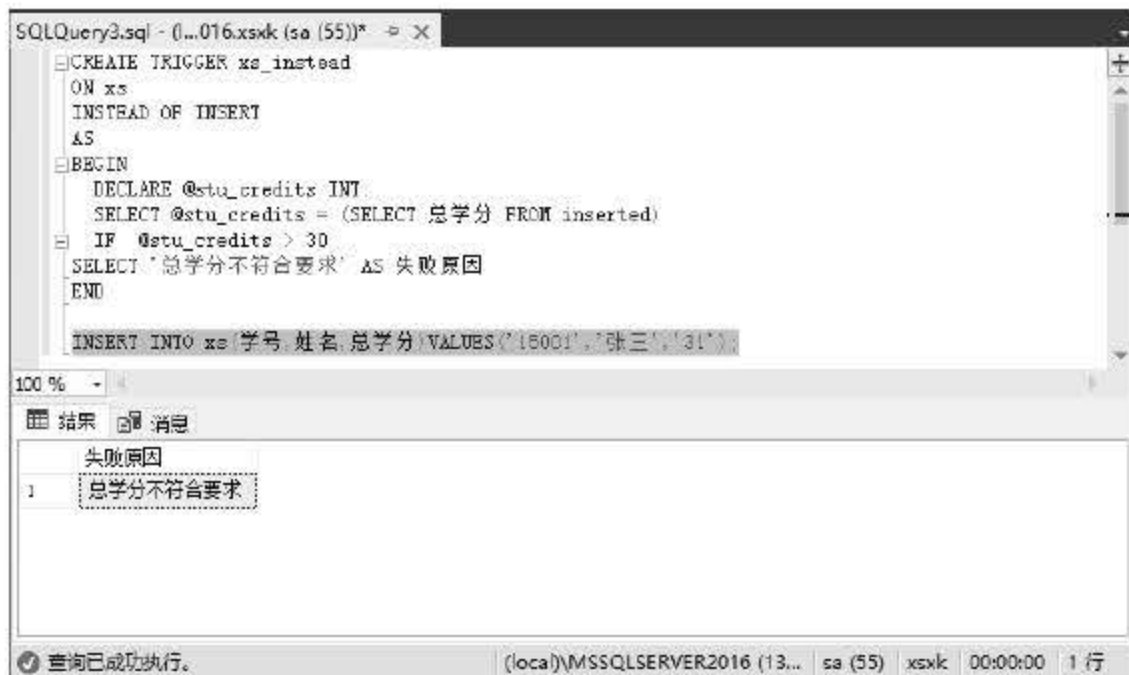 SQLQuery3.sql - (l...016.xsxk (sa (55))*
CREATE TRIGGER xs_instead
ON xs
INSTEAD OF INSERT
AS
BEGIN
DECLARE @stu_credits INT
SELECT @stu_credits = (SELECT 总学分 FROM inserted)
IF @stu_credits > 30
SELECT '总学分不符合要求' AS 失败原因
END
INSERT INTO xs(学号,姓名,总学分)VALUES('16001','张三','31');
100 %
结果 消息
失败原因
1 总学分不符合要求
查询已成功执行。 (local)\MSSQLSERVER2016 (13... sa (55) xsxk 00:00:00 1 行